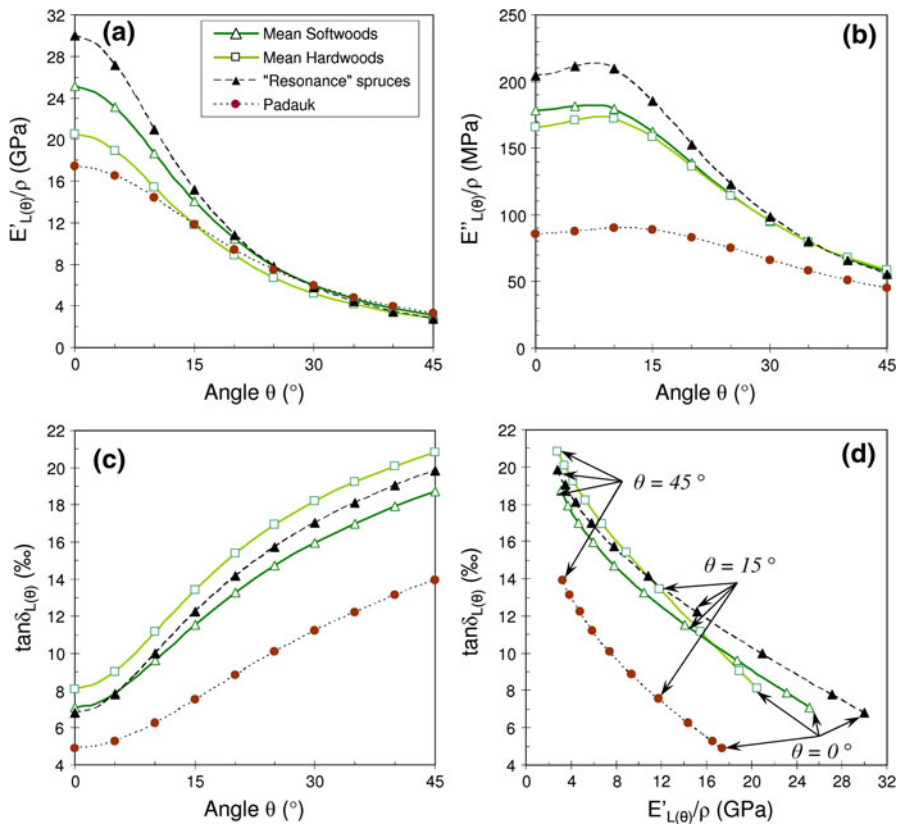 (a)
Mean Softwoods
Mean Hardwoods
"Resonance" spruces
Padauk
32
28
24
20
16
12
8
4
0
E'L(θ)/ρ (GPa)
0
15
30
45
Angle θ (°)
(b)
250
200
150
100
50
0
E''L(θ)/ρ (MPa)
0
15
30
45
Angle θ (°)
(c)
22
20
18
16
14
12
10
8
6
4
tanδL(θ) (‰)
0
15
30
45
Angle θ (°)
(d)
22
20
18
16
14
12
10
8
6
4
tanδL(θ) (‰)
θ = 45 °
θ = 15 °
θ = 0 °
0
4
8
12
16
20
24
28
32
E'L(θ)/ρ (GPa)